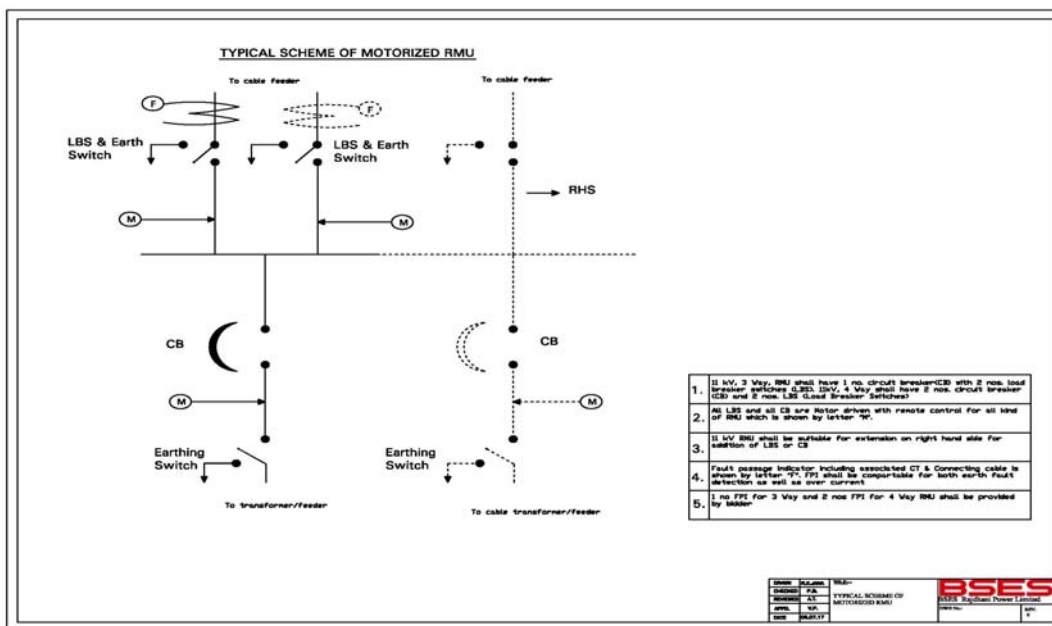 TYPICAL SCHEME OF MOTORIZED RMU
To cable feeder
To cable feeder
F
F
LBS & Earth
Switch
LBS & Earth
Switch
RHS
M
M
CB
CB
M
M
Earthing
Switch
Earthing
Switch
To transformer/feeder
To cable transformer/feeder
1. 11 kV, 3 Way, RMU shall have 1 no. circuit breaker(CB) with 2 nos. load
breaker switches (LBS). 11kV, 4 Way shall have 2 nos. circuit breaker
(CB) and 2 nos. LBS (Load Breaker Switches)
2. All LBS and all CB are Motor driven with remote control for all kind
of RMU which is shown by letter "M".
3. 11 kV RMU shall be suitable for extension on right hand side for
addition of LBS or CB
4. Fault passage indicator including associated CT & Connecting cable is
shown by letter "F". FPI shall be compartable for both earth fault
detection as well as over current
5. 1 no FPI for 3 Way and 2 nos FPI for 4 Way RMU shall be provided
by bidder
DRAWN
CHECKED P.B.
REVIEWED A.T.
APPD. V.P.
DATE
TITLE:-
TYPICAL SCHEME OF
MOTORIZED RMU
BSES
BSES Rajdhani Power Limited
REV.